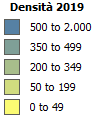 Densità 2019
500 to 2.000
350 to 499
200 to 349
50 to 199
0 to 49